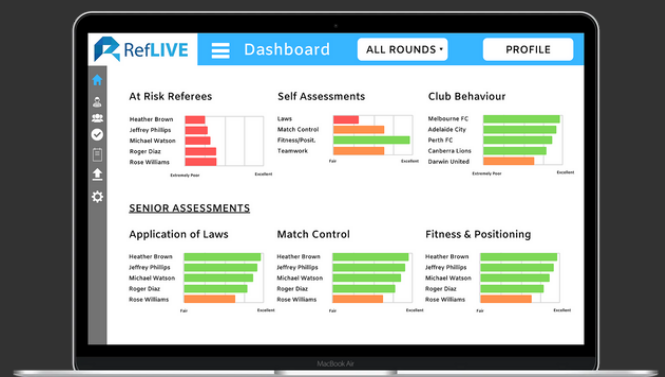 RefLIVE
Dashboard
ALL ROUNDS
PROFILE
At Risk Referees
Heather Brown
Jeffrey Phillips
Michael Watson
Roger Diaz
Rose Williams
Extremely Poor
Excellent
Self Assessments
Laws
Match Control
Fitness/Posit.
Teamwork
Fair
Excellent
Club Behaviour
Melbourne FC
Adelaide City
Perth FC
Canberra Lions
Darwin United
Extremely Poor
Excellent
SENIOR ASSESSMENTS
Application of Laws
Heather Brown
Jeffrey Phillips
Michael Watson
Roger Diaz
Rose Williams
Fair
Excellent
Match Control
Heather Brown
Jeffrey Phillips
Michael Watson
Roger Diaz
Rose Williams
Fair
Excellent
Fitness & Positioning
Heather Brown
Jeffrey Phillips
Michael Watson
Roger Diaz
Rose Williams
Fair
Excellent
MacBook Air